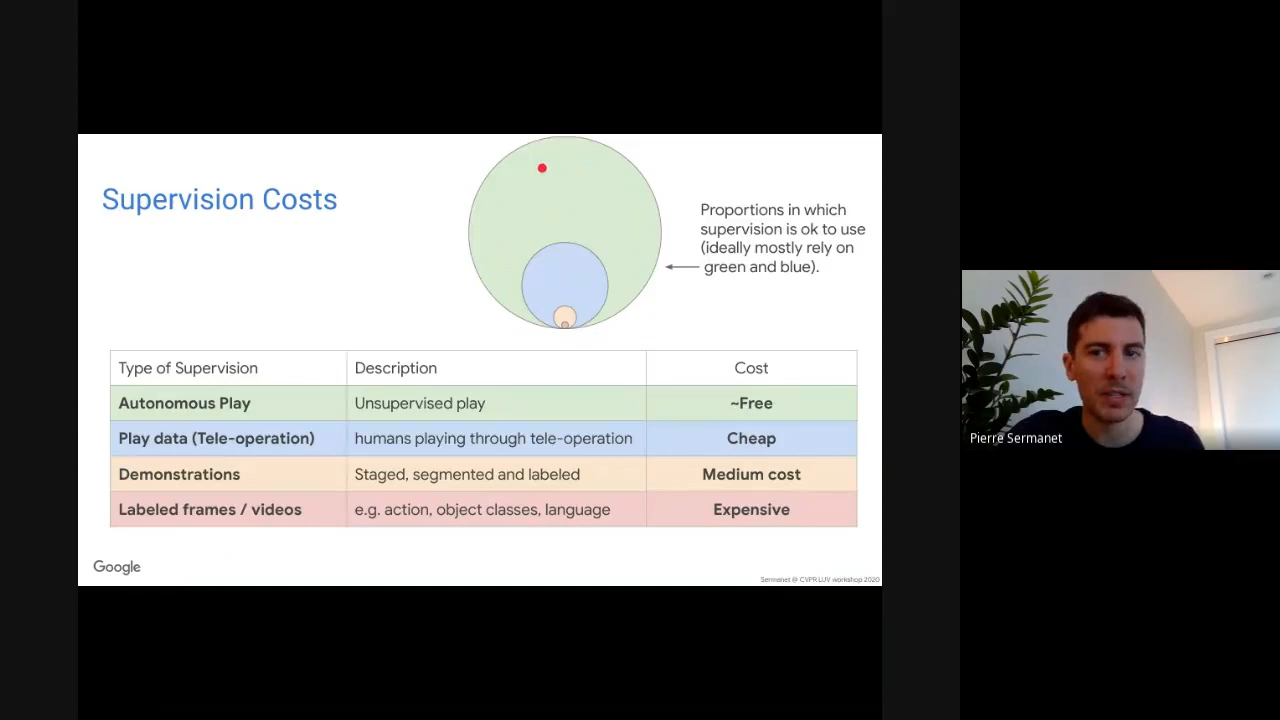 Supervision Costs
Proportions in which
supervision is ok to use
(ideally mostly rely on
green and blue).
Type of Supervision Description Cost
Autonomous Play Unsupervised play ~Free
Play data (Tele-operation) humans playing through tele-operation Cheap
Demonstrations Staged, segmented and labeled Medium cost
Labeled frames / videos e.g. action, object classes, language Expensive
Google
Sermanet @ CVPR LUV workshop 2020
Pierre Sermanet